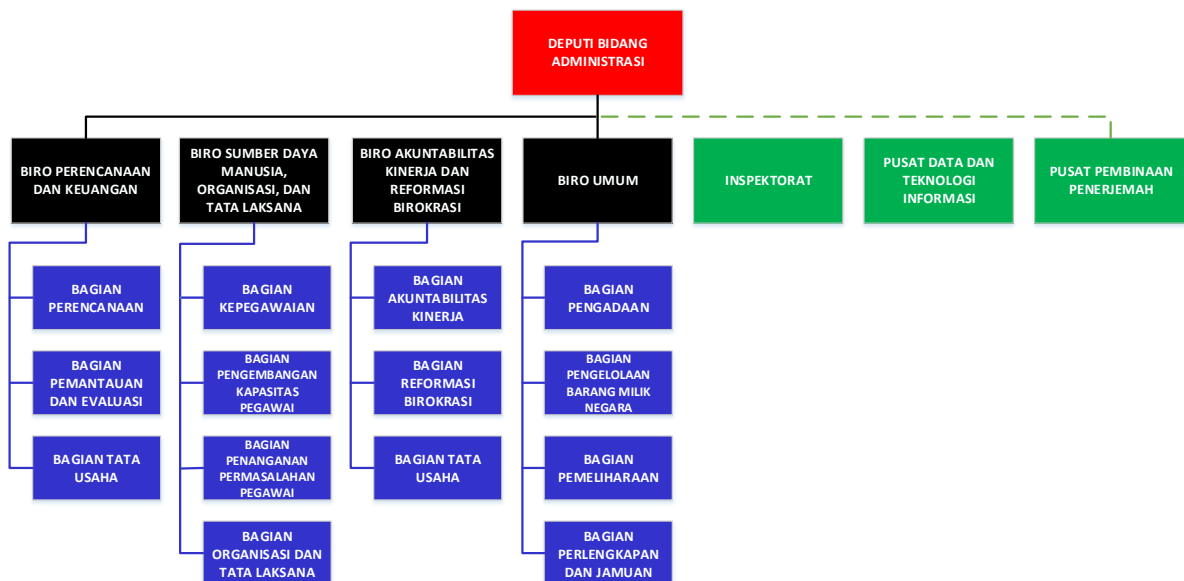 DEPUTI BIDANG
ADMINISTRASI
BIRO PERENCANAAN
DAN KEUANGAN
BIRO SUMBER DAYA
MANUSIA,
ORGANISASI, DAN
TATA LAKSANA
BIRO AKUNTABILITAS
KINERJA DAN
REFORMASI
BIROKRASI
BIRO UMUM
INSPEKTORAT
PUSAT DATA DAN
TEKNOLOGI
INFORMASI
PUSAT PEMBINAAN
PENERJEMAH
BAGIAN
PERENCANAAN
BAGIAN
PEMANTAUAN
DAN EVALUASI
BAGIAN TATA
USAHA
BAGIAN
KEPEGAWAIAN
BAGIAN
PENGEMBANGAN
KAPASITAS
PEGAWAI
BAGIAN
PENANGANAN
PERMASALAHAN
PEGAWAI
BAGIAN
ORGANISASI DAN
TATA LAKSANA
BAGIAN
AKUNTABILITAS
KINERJA
BAGIAN
REFORMASI
BIROKRASI
BAGIAN TATA
USAHA
BAGIAN
PENGADAAN
BAGIAN
PENGELOLAAN
BARANG MILIK
NEGARA
BAGIAN
PEMELIHARAAN
BAGIAN
PERLENGKAPAN
DAN JAMUAN